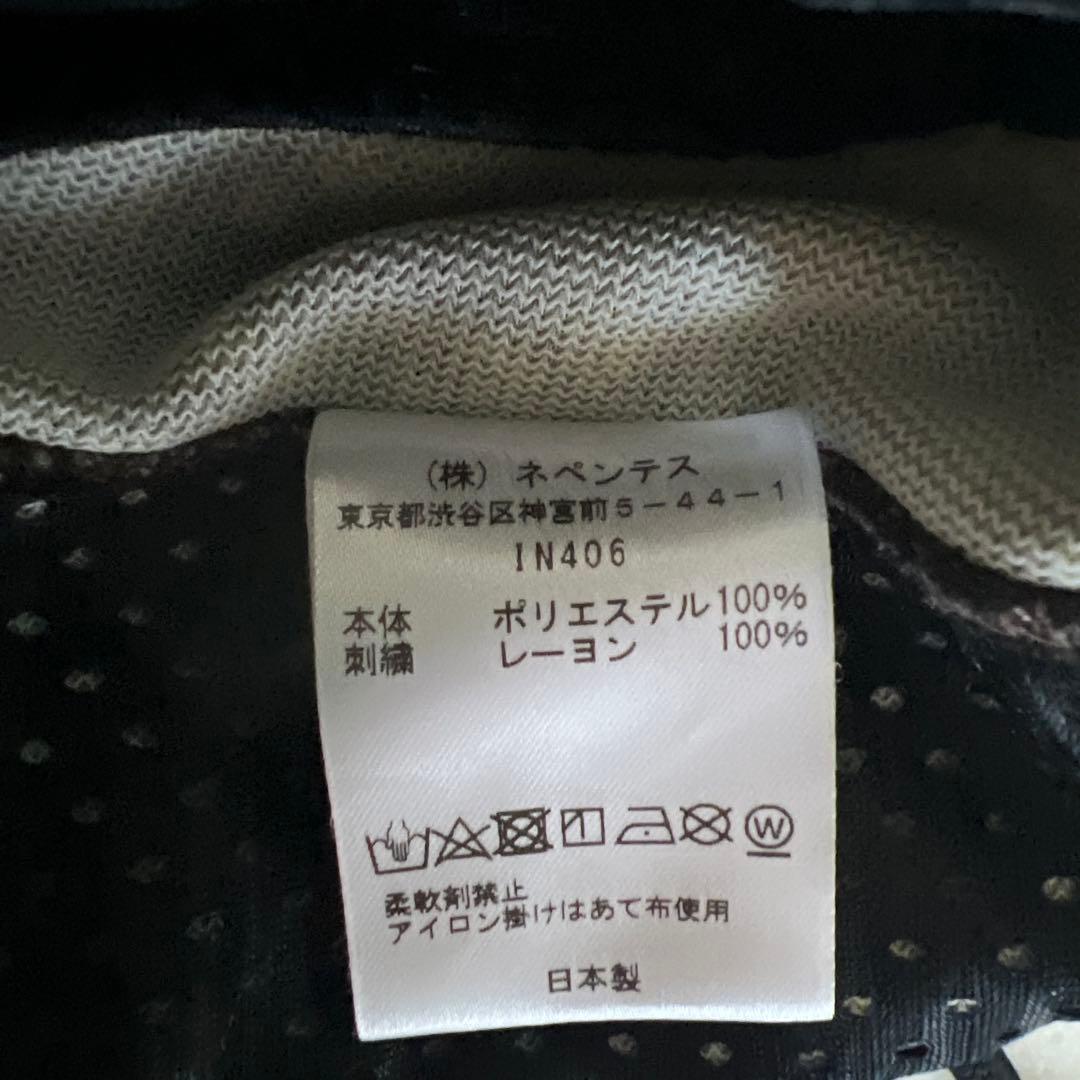 (株) ネペンテス
東京都渋谷区神宮前5-44-1
IN406
本体 ポリエステル100%
刺繍 レーヨン 100%
W
柔軟剤禁止
アイロン掛けはあて布使用
日本製